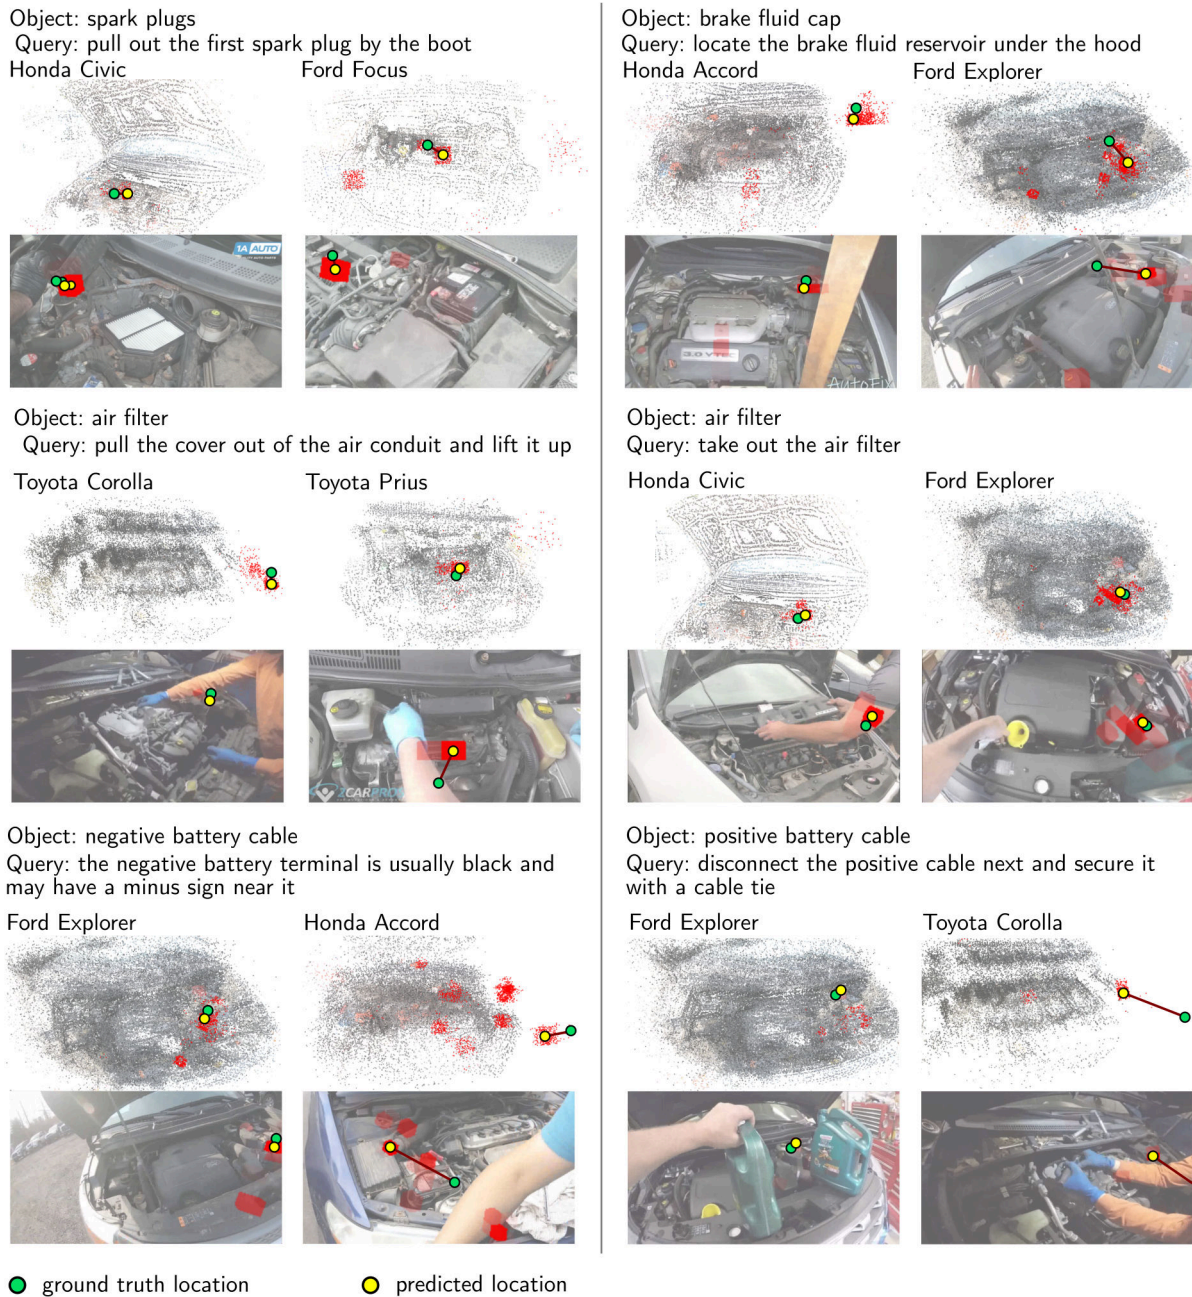 Object: spark plugs
Query: pull out the first spark plug by the boot
Honda Civic
Ford Focus
1A AUTO
Object: brake fluid cap
Query: locate the brake fluid reservoir under the hood
Honda Accord
Ford Explorer
3.0 VTEC
AutoFix
Object: air filter
Query: pull the cover out of the air conduit and lift it up
Toyota Corolla
Toyota Prius
2CARPROS
Object: air filter
Query: take out the air filter
Honda Civic
Ford Explorer
Object: negative battery cable
Query: the negative battery terminal is usually black and
may have a minus sign near it
Ford Explorer
Honda Accord
Object: positive battery cable
Query: disconnect the positive cable next and secure it
with a cable tie
Ford Explorer
Toyota Corolla
ground truth location
predicted location